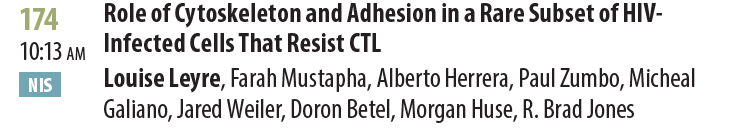 174
Role of Cytoskeleton and Adhesion in a Rare Subset of HIV-
10:13 AM
Infected Cells That Resist CTL
NIS
Louise Leyre, Farah Mustapha, Alberto Herrera, Paul Zumbo, Micheal
Galiano, Jared Weiler, Doron Betel, Morgan Huse, R. Brad Jones